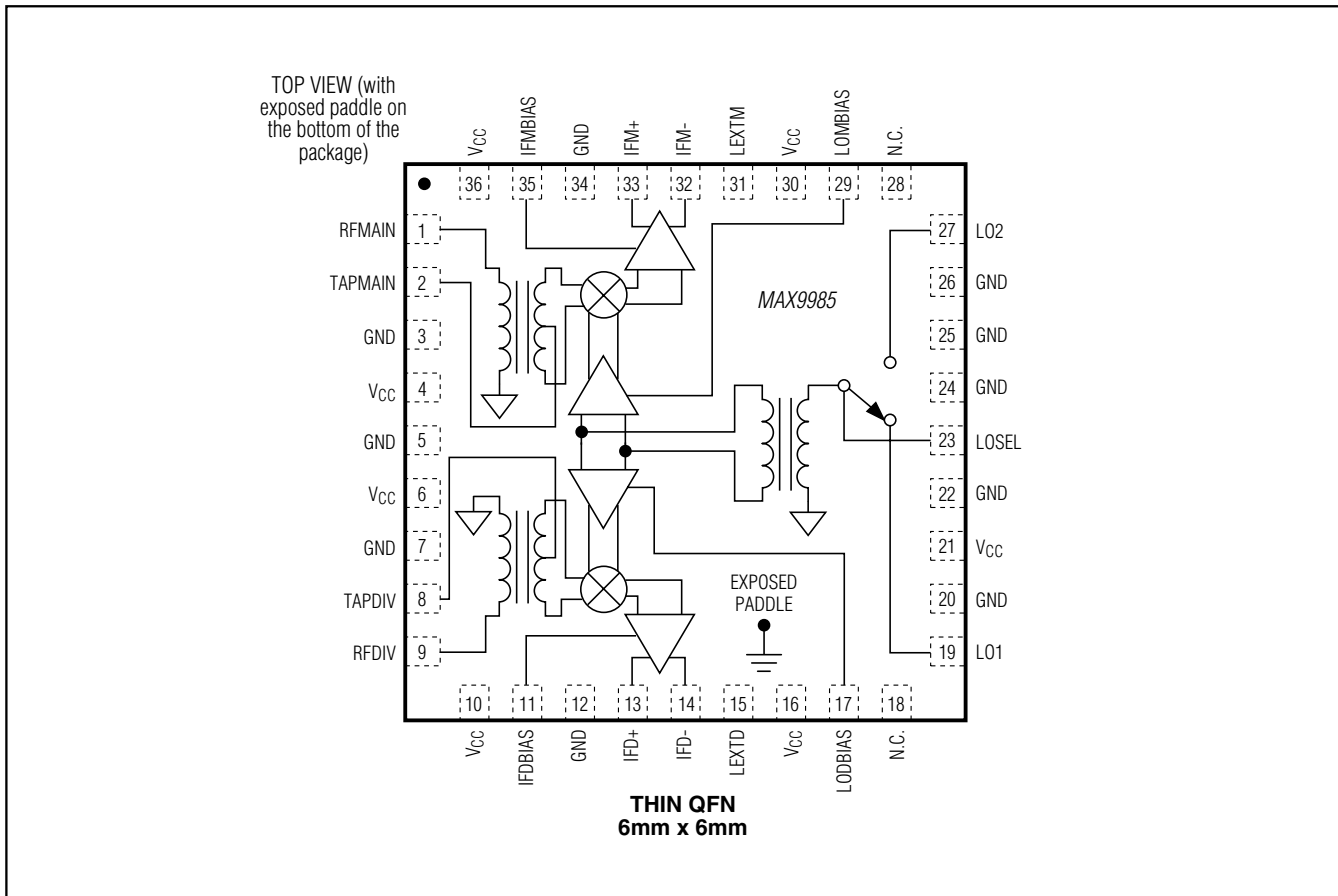 TOP VIEW (with
exposed paddle on
the bottom of the
package)
VCC
IFMBIAS
GND
IFM+
IFM-
LEXTM
VCC
LOMBIAS
N.C.
36
35
34
33
32
31
30
29
28
RFMAIN 1
TAPMAIN 2
GND 3
VCC 4
GND 5
VCC 6
GND 7
TAPDIV 8
RFDIV 9
MAX9985
27 LO2
26 GND
25 GND
24 GND
23 LOSEL
22 GND
21 VCC
20 GND
19 LO1
EXPOSED
PADDLE
10
11
12
13
14
15
16
17
18
VCC
IFDBIAS
GND
IFD+
IFD-
LEXTD
VCC
LODBIAS
N.C.
THIN QFN
6mm x 6mm